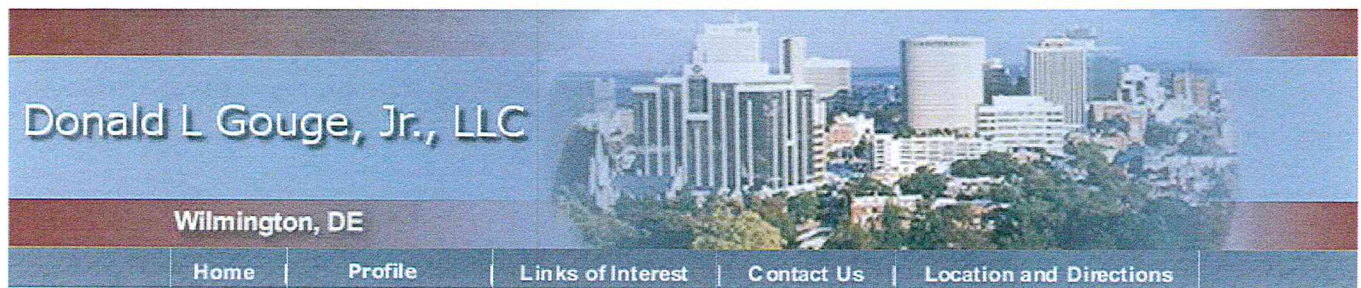 Donald L Gouge, Jr., LLC
Wilmington, DE
Home | Profile | Links of Interest | Contact Us | Location and Directions